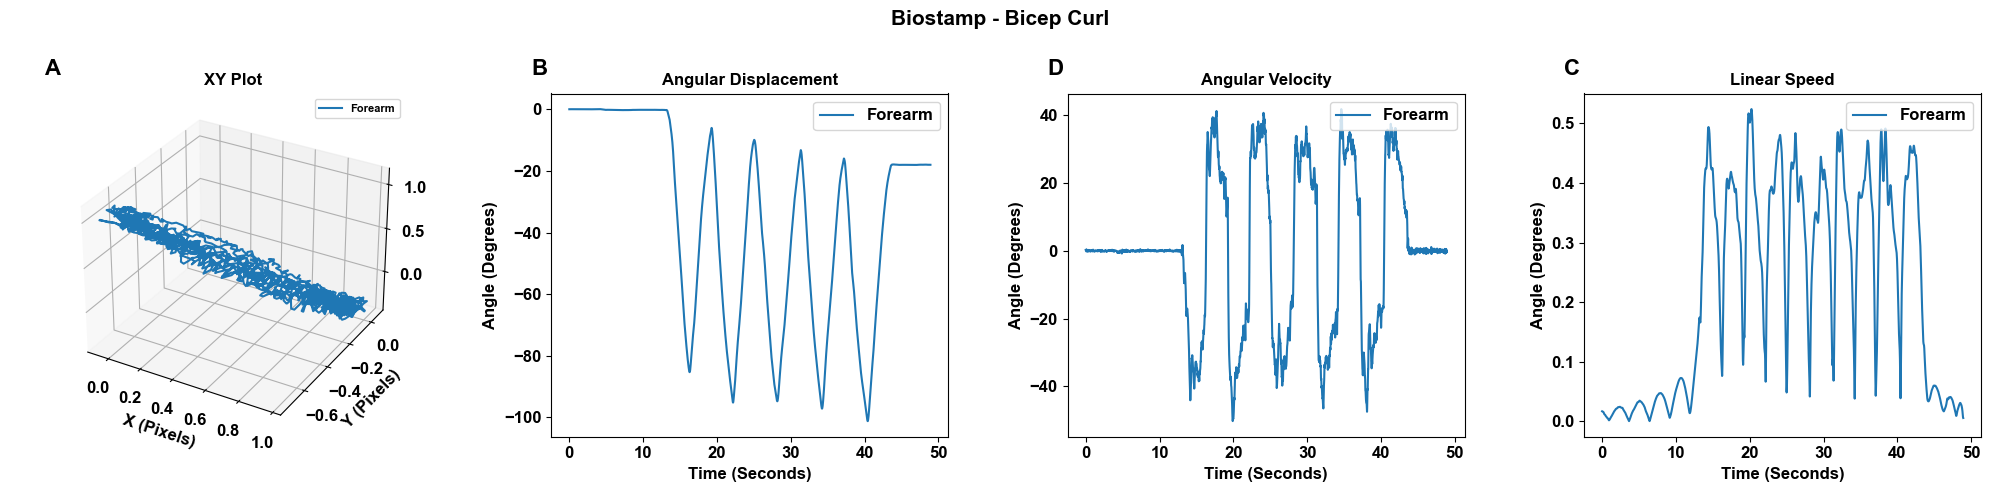 Biostamp - Bicep Curl
A
XY Plot
Forearm
1.0
0.5
0.0
0.0
−0.2
−0.4
−0.6
Y (Pixels)
0.0
0.2
0.4
0.6
0.8
1.0
X (Pixels)
B
Angular Displacement
Forearm
0
−20
−40
−60
−80
−100
Angle (Degrees)
0 10 20 30 40 50
Time (Seconds)
D
Angular Velocity
Forearm
40
20
0
−20
−40
Angle (Degrees)
0 10 20 30 40 50
Time (Seconds)
C
Linear Speed
Forearm
0.5
0.4
0.3
0.2
0.1
0.0
Angle (Degrees)
0 10 20 30 40 50
Time (Seconds)